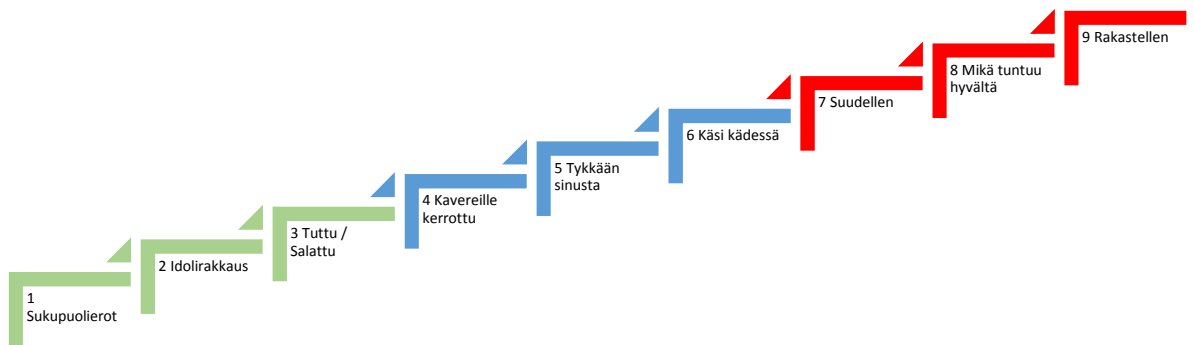 1
Sukupuolierot
2 Idolirakkaus
3 Tuttu /
Salattu
4 Kavereille
kerrottu
5 Tykkään
sinusta
6 Käsi kädessä
7 Suudellen
8 Mikä tuntuu
hyvältä
9 Rakastellen